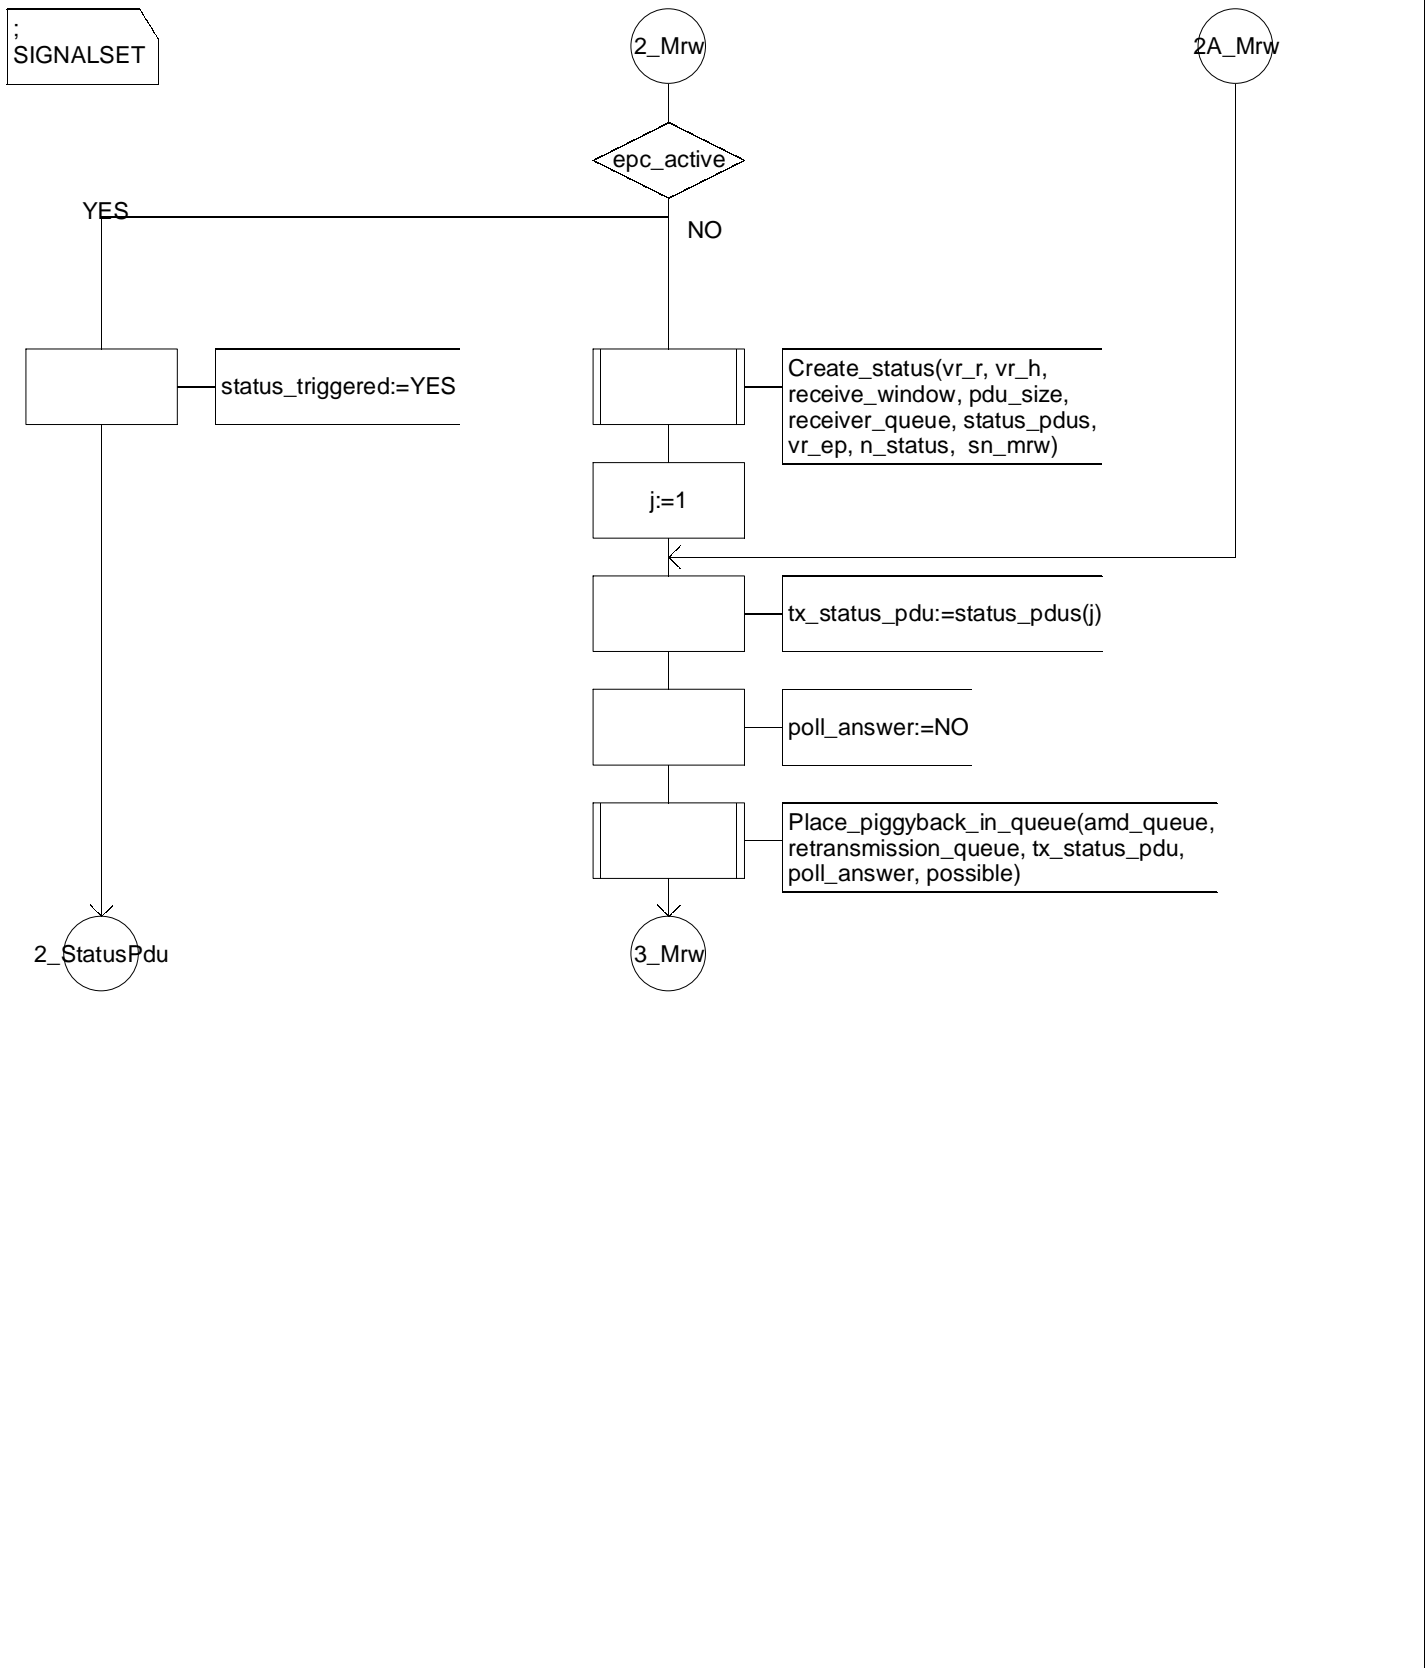 ;
SIGNALSET
2_Mrw
2A_Mrw
epc_active
YES
NO
status_triggered:=YES
Create_status(vr_r, vr_h,
receive_window, pdu_size,
receiver_queue, status_pdus,
vr_ep, n_status,  sn_mrw)
j:=1
tx_status_pdu:=status_pdus(j)
poll_answer:=NO
Place_piggyback_in_queue(amd_queue,
retransmission_queue, tx_status_pdu,
poll_answer, possible)
2_StatusPdu
3_Mrw